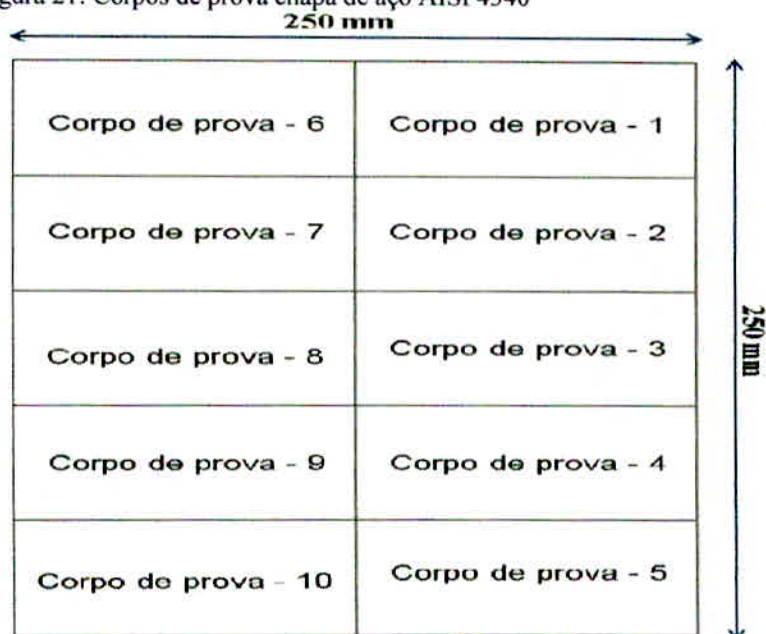 gura 21: Corpos de prova chapa de aço AISI 4340
250 mm
Corpo de prova - 6
Corpo de prova - 1
Corpo de prova - 7
Corpo de prova - 2
Corpo de prova - 8
Corpo de prova - 3
Corpo de prova - 9
Corpo de prova - 4
Corpo de prova - 10
Corpo de prova - 5
250 mm